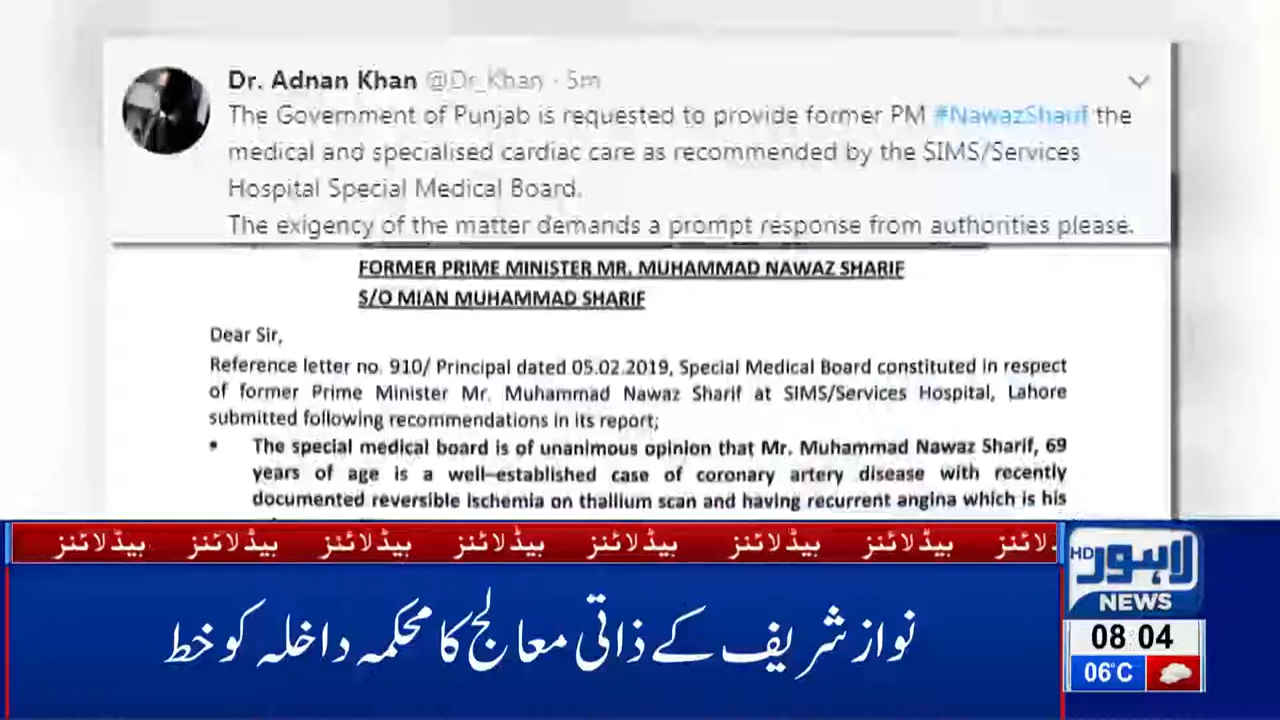 Dr. Adnan Khan @Dr_Khan · 5m
The Government of Punjab is requested to provide former PM #NawazSharif the
medical and specialised cardiac care as recommended by the SIMS/Services
Hospital Special Medical Board.
The exigency of the matter demands a prompt response from authorities please.
FORMER PRIME MINISTER MR. MUHAMMAD NAWAZ SHARIF
S/O MIAN MUHAMMAD SHARIF
Dear Sir,
Reference letter no. 910/ Principal dated 05.02.2019, Special Medical Board constituted in respect
of former Prime Minister Mr. Muhammad Nawaz Sharif at SIMS/Services Hospital, Lahore
submitted following recommendations in its report;
• The special medical board is of unanimous opinion that Mr. Muhammad Nawaz Sharif, 69
years of age is a well-established case of coronary artery disease with recently
documented reversible ischemia on thallium scan and having recurrent angina which is his
ہیڈلائنز ہیڈلائنز ہیڈلائنز ہیڈلائنز ہیڈلائنز ہیڈلائنز ہیڈلائنز
نواز شریف کے ذاتی معالج کا محکمہ داخلہ کو خط
لاہور HD
NEWS
08 04
06°C